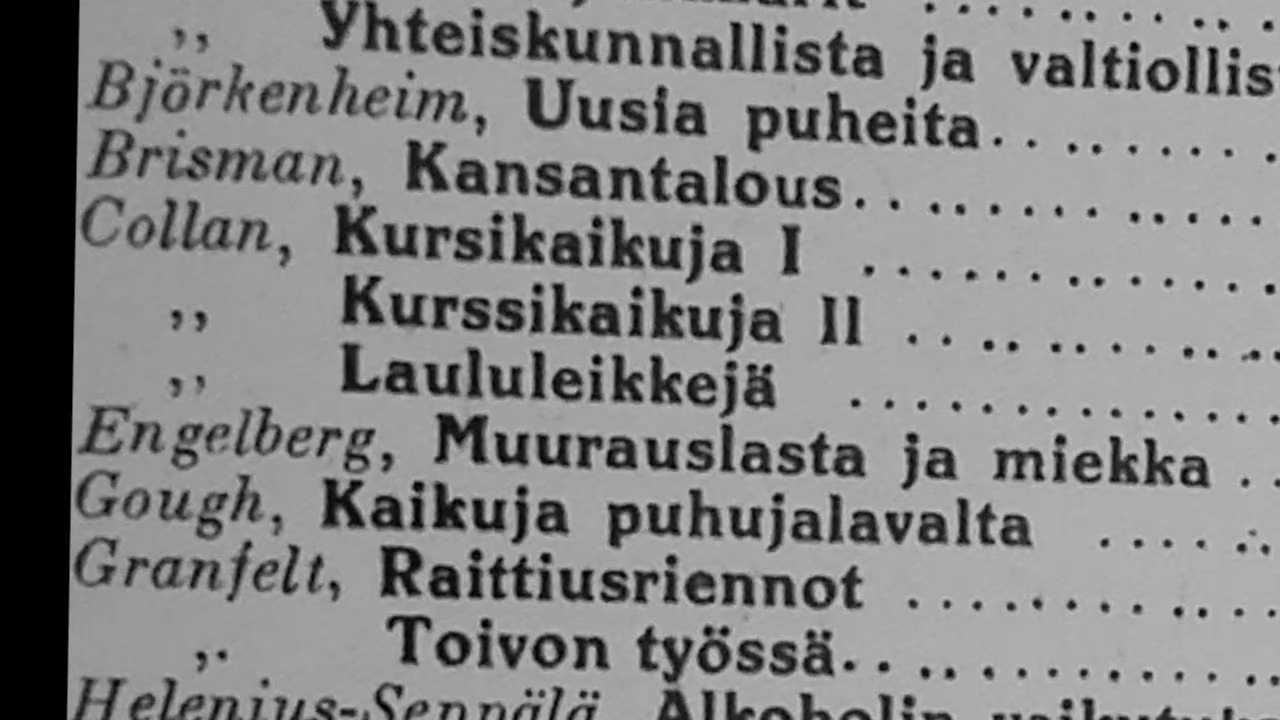 ,, Yhteiskunnallista ja valtiollis
Björkenheim, Uusia puheita
Brisman, Kansantalous
Collan, Kursikaikuja I
,, Kurssikaikuja II
,, Laululeikkejä
Engelberg, Muurauslasta ja miekka
Gough, Kaikuja puhujalavalta
Granfelt, Raittiusriennot
,, Toivon työssä
Helenius-Seppälä, Alkoholin